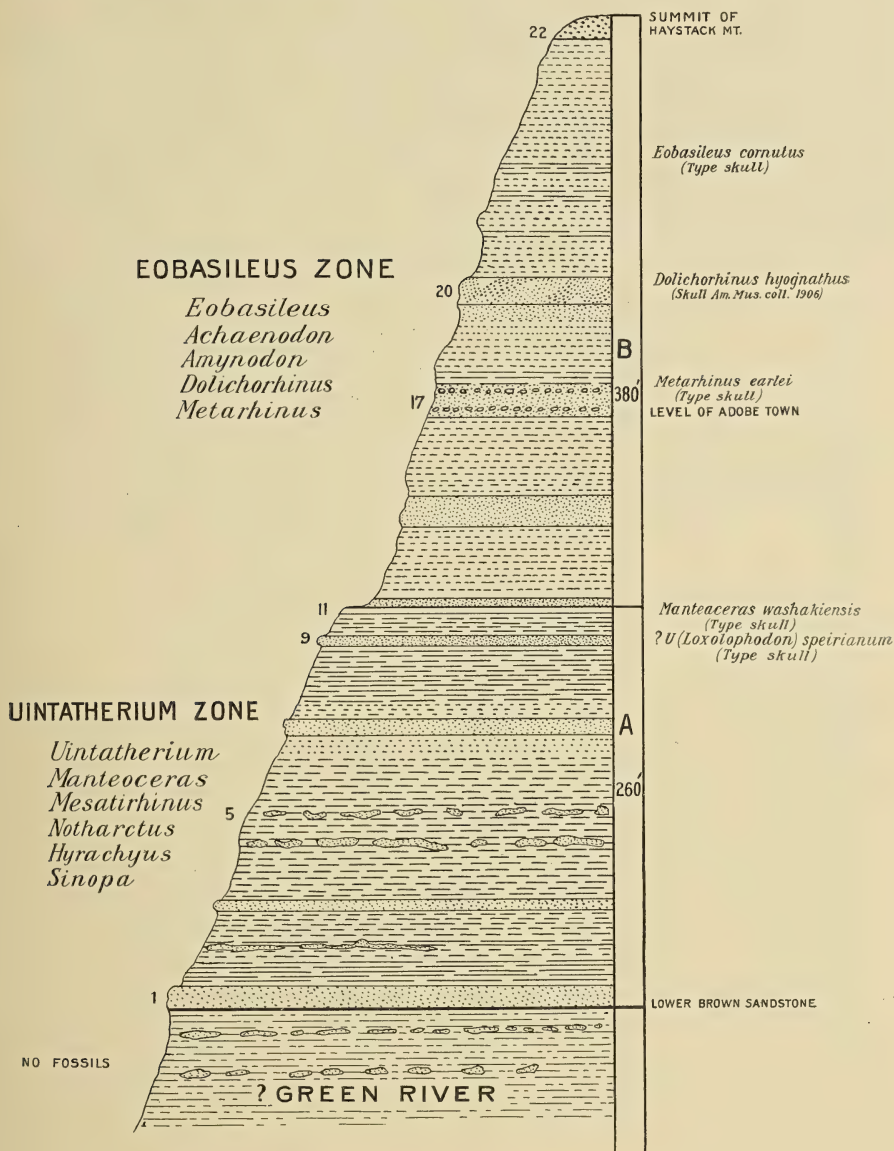 SUMMIT OF
HAYSTACK MT.
22
Eobasileus cornutus
(Type skull)
EOBASILEUS ZONE
Eobasileus
Achaenodon
Amynodon
Dolichorhinus
Metarhinus
20
Dolichorhinus hyognathus
(Skull Am. Mus. coll. 1906)
B
380'
17
Metarhinus earlei
(Type skull)
LEVEL OF ADOBE TOWN
11
Manteaceras washakiensis
(Type skull)
9
? U (Loxolophodon) speirianum
(Type skull)
UINTATHERIUM ZONE
Uintatherium
Manteoceras
Mesatirhinus
Notharctus
Hyrachyus
Sinopa
A
260'
5
1
LOWER BROWN SANDSTONE
NO FOSSILS
? GREEN RIVER